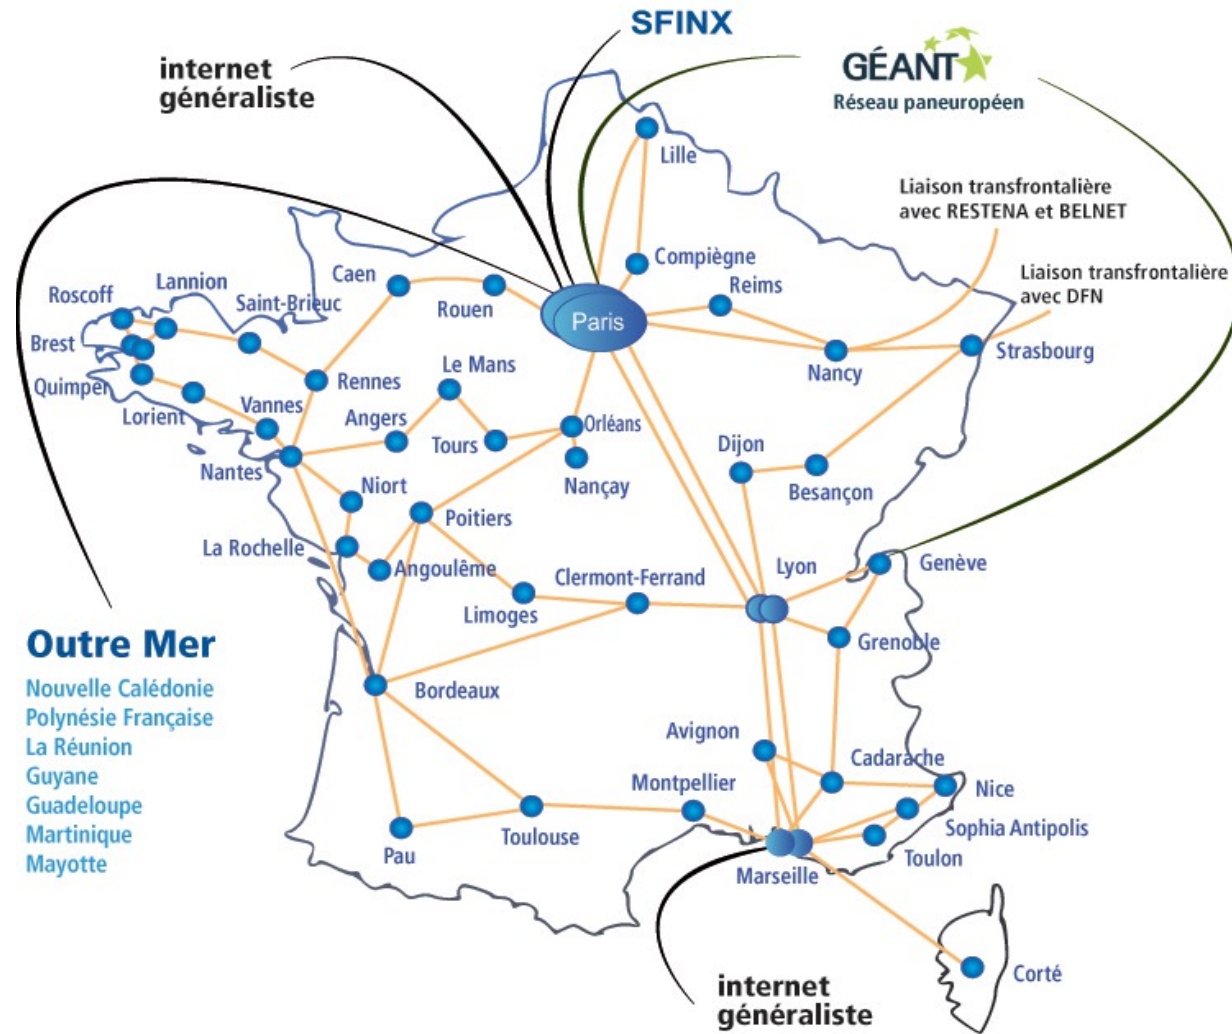 SFINX
internet
généraliste
GÉANT
Réseau paneuropéen
Lille
Liaison transfrontalière
avec RESTENA et BELNET
Compiègne
Liaison transfrontalière
avec DFN
Caen
Reims
Lannion
Roscoff
Saint-Brieuc
Rouen
Paris
Brest
Strasbourg
Le Mans
Nancy
Quimper
Rennes
Vannes
Lorient
Angers
Orléans
Tours
Dijon
Nantes
Niort
Nançay
Besançon
Poitiers
La Rochelle
Angoulême
Clermont-Ferrand
Lyon
Genève
Limoges
Grenoble
Outre Mer
Nouvelle Calédonie
Polynésie Française
La Réunion
Guyane
Guadeloupe
Martinique
Mayotte
Bordeaux
Avignon
Cadarache
Montpellier
Nice
Sophia Antipolis
Toulouse
Pau
Toulon
Marseille
Corté
internet
généraliste